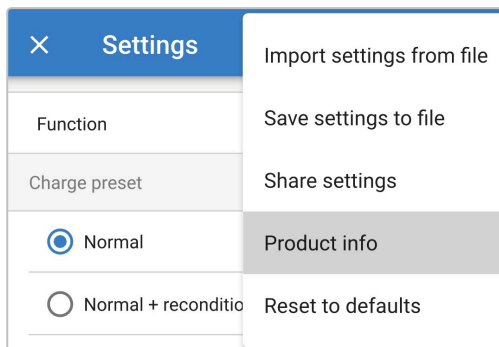 Settings
Function
Charge preset
Normal
Normal + reconditio
Import settings from file
Save settings to file
Share settings
Product info
Reset to defaults